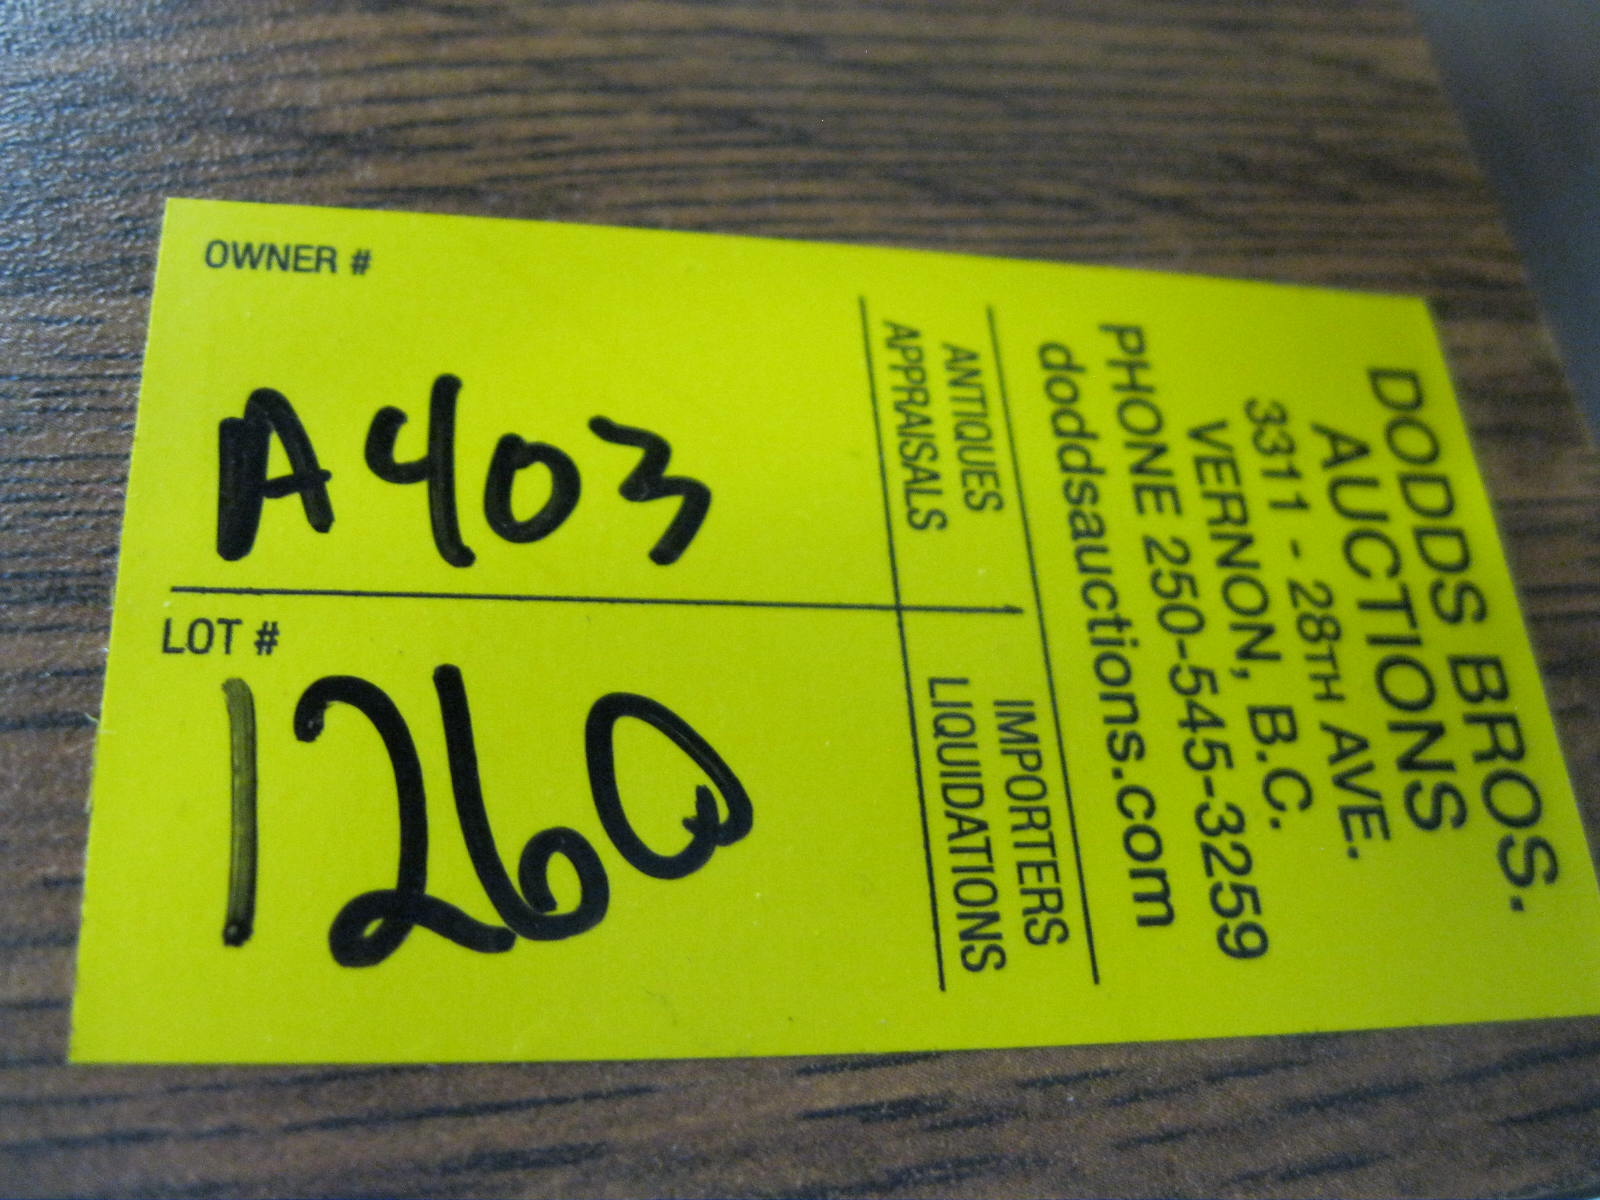 OWNER #
A403
LOT #
1260
DODDS BROS.
AUCTIONS
3311 - 28TH AVE.
VERNON, B.C.
PHONE 250-545-3259
doddsauctions.com
ANTIQUES
APPRAISALS
IMPORTERS
LIQUIDATIONS